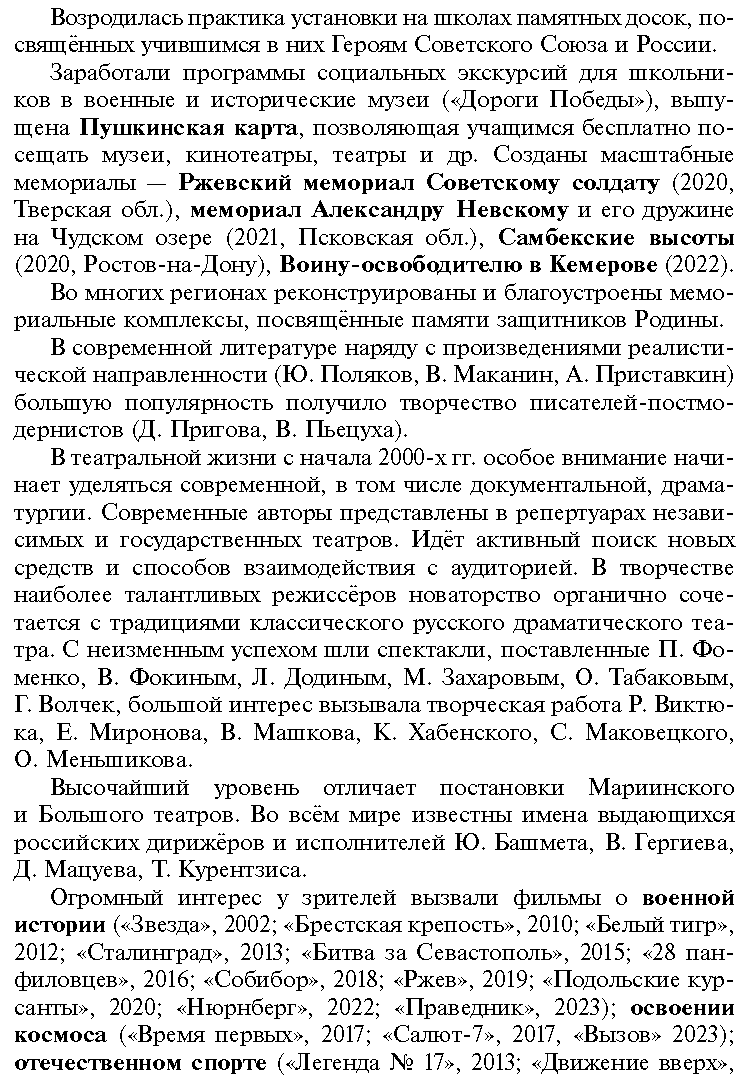 Возродилась практика установки на школах памятных досок, по-
свящённых учившимся в них Героям Советского Союза и России.
Заработали программы социальных экскурсий для школьни-
ков в военные и исторические музеи («Дороги Победы»), выпу-
щена Пушкинская карта, позволяющая учащимся бесплатно по-
сещать музеи, кинотеатры, театры и др. Созданы масштабные
мемориалы — Ржевский мемориал Советскому солдату (2020,
Тверская обл.), мемориал Александру Невскому и его дружине
на Чудском озере (2021, Псковская обл.), Самбекские высоты
(2020, Ростов-на-Дону), Воину-освободителю в Кемерове (2022).
Во многих регионах реконструированы и благоустроены мемо-
риальные комплексы, посвящённые памяти защитников Родины.
В современной литературе наряду с произведениями реалисти-
ческой направленности (Ю. Поляков, В. Маканин, А. Приставкин)
большую популярность получило творчество писателей-постмо-
дернистов (Д. Пригова, В. Пьецуха).
В театральной жизни с начала 2000-х гг. особое внимание начи-
нает уделяться современной, в том числе документальной, драма-
тургии. Современные авторы представлены в репертуарах незави-
симых и государственных театров. Идёт активный поиск новых
средств и способов взаимодействия с аудиторией. В творчестве
наиболее талантливых режиссёров новаторство органично соче-
тается с традициями классического русского драматического теа-
тра. С неизменным успехом шли спектакли, поставленные П. Фо-
менко, В. Фокиным, Л. Додиным, М. Захаровым, О. Табаковым,
Г. Волчек, большой интерес вызывала творческая работа Р. Виктю-
ка, Е. Миронова, В. Машкова, К. Хабенского, С. Маковецкого,
О. Меньшикова.
Высочайший уровень отличает постановки Мариинского
и Большого театров. Во всём мире известны имена выдающихся
российских дирижёров и исполнителей Ю. Башмета, В. Гергиева,
Д. Мацуева, Т. Курентзиса.
Огромный интерес у зрителей вызвали фильмы о военной
истории («Звезда», 2002; «Брестская крепость», 2010; «Белый тигр»,
2012; «Сталинград», 2013; «Битва за Севастополь», 2015; «28 пан-
филовцев», 2016; «Собибор», 2018; «Ржев», 2019; «Подольские кур-
санты», 2020; «Нюрнберг», 2022; «Праведник», 2023); освоении
космоса («Время первых», 2017; «Салют-7», 2017, «Вызов» 2023);
отечественном спорте («Легенда № 17», 2013; «Движение вверх»,